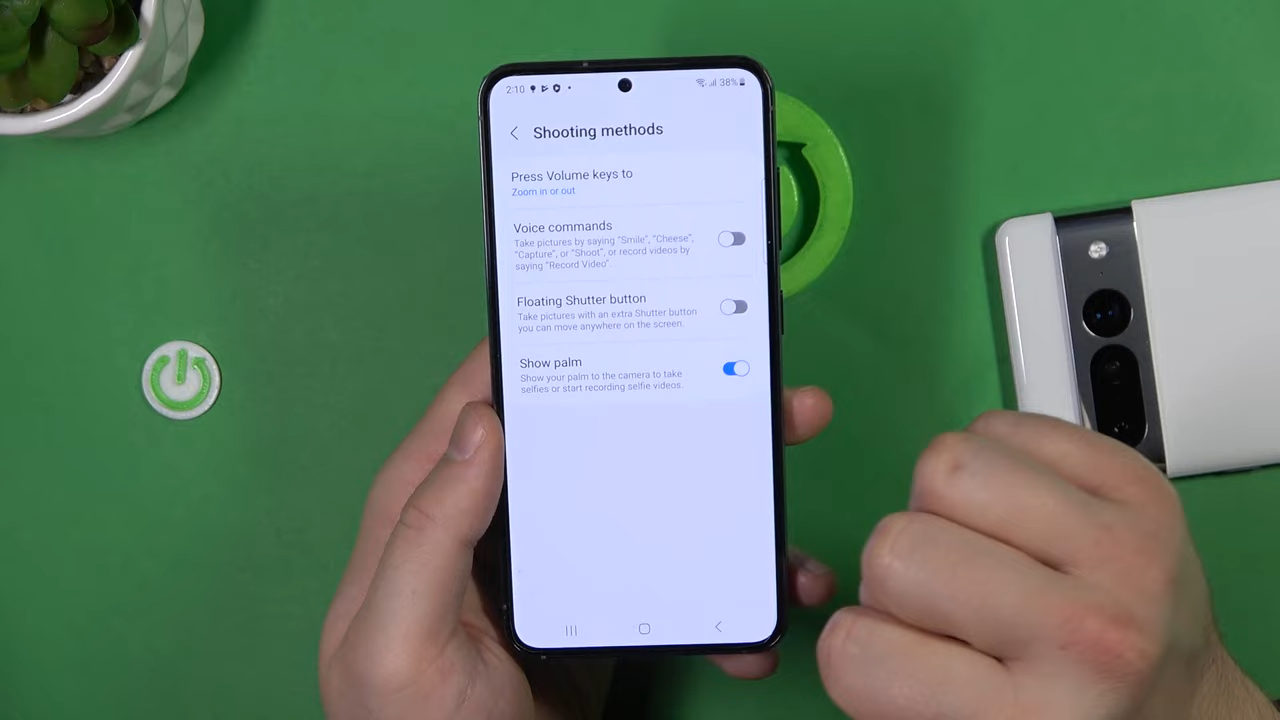 2:10
38%
Shooting methods
Press Volume keys to
Zoom in or out
Voice commands
Take pictures by saying “Smile”, “Cheese”,
“Capture”, or “Shoot”, or record videos by
saying “Record Video”.
Floating Shutter button
Take pictures with an extra Shutter button
you can move anywhere on the screen.
Show palm
Show your palm to the camera to take
selfies or start recording selfie videos.